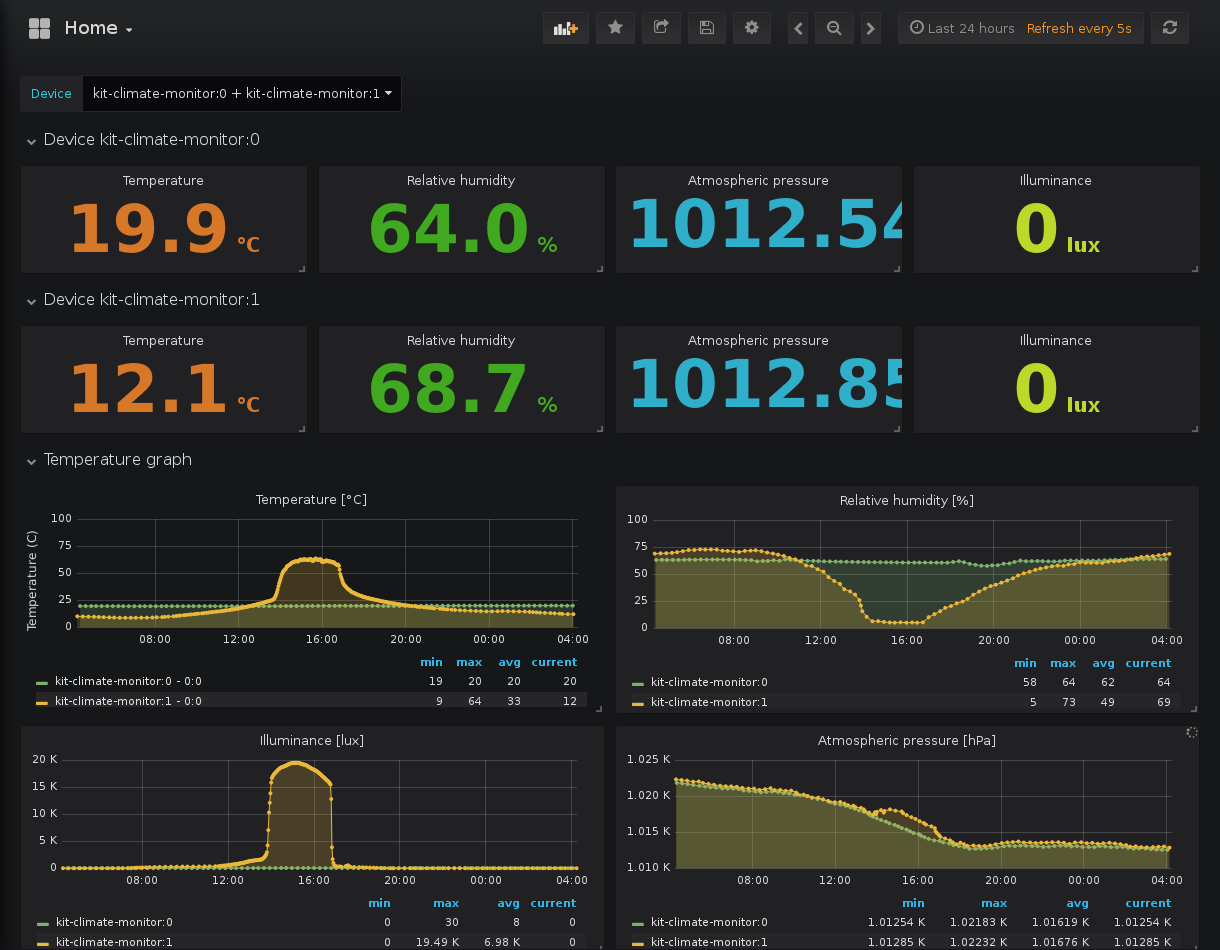 Home
Last 24 hours Refresh every 5s
Device kit-climate-monitor:0 + kit-climate-monitor:1
Device kit-climate-monitor:0
Temperature Relative humidity Atmospheric pressure Illuminance
19.9 °C 64.0 % 1012.54 0 lux
Device kit-climate-monitor:1
Temperature Relative humidity Atmospheric pressure Illuminance
12.1 °C 68.7 % 1012.85 0 lux
Temperature graph
Temperature [°C]
Temperature (C)
100
75
50
25
0
08:00 12:00 16:00 20:00 00:00 04:00
min max avg current
kit-climate-monitor:0 - 0:0 19 20 20 20
kit-climate-monitor:1 - 0:0 9 64 33 12
Relative humidity [%]
100
75
50
25
0
08:00 12:00 16:00 20:00 00:00 04:00
min max avg current
kit-climate-monitor:0 58 64 62 64
kit-climate-monitor:1 5 73 49 69
Illuminance [lux]
20 K
15 K
10 K
5 K
0
08:00 12:00 16:00 20:00 00:00 04:00
min max avg current
kit-climate-monitor:0 0 30 8 0
kit-climate-monitor:1 0 19.49 K 6.98 K 0
Atmospheric pressure [hPa]
1.025 K
1.020 K
1.015 K
1.010 K
08:00 12:00 16:00 20:00 00:00 04:00
min max avg current
kit-climate-monitor:0 1.01254 K 1.02183 K 1.01619 K 1.01254 K
kit-climate-monitor:1 1.01285 K 1.02232 K 1.01676 K 1.01285 K